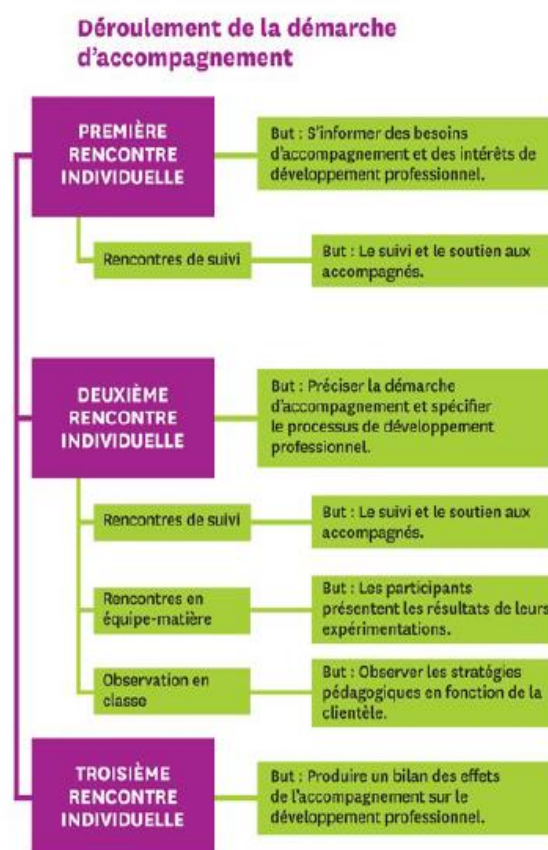 Déroulement de la démarche
d'accompagnement
PREMIÈRE
RENCONTRE
INDIVIDUELLE
But : S'informer des besoins
d'accompagnement et des intérêts de
développement professionnel.
Rencontres de suivi
But : Le suivi et le soutien aux
accompagnés.
DEUXIÈME
RENCONTRE
INDIVIDUELLE
But : Préciser la démarche
d'accompagnement et spécifier
le processus de développement
professionnel.
Rencontres de suivi
But : Le suivi et le soutien aux
accompagnés.
Rencontres en
équipe-matière
But : Les participants
présentent les résultats de leurs
expérimentations.
Observation en
classe
But : Observer les stratégies
pédagogiques en fonction de la
clientèle.
TROISIÈME
RENCONTRE
INDIVIDUELLE
But : Produire un bilan des effets
de l'accompagnement sur le
développement professionnel.